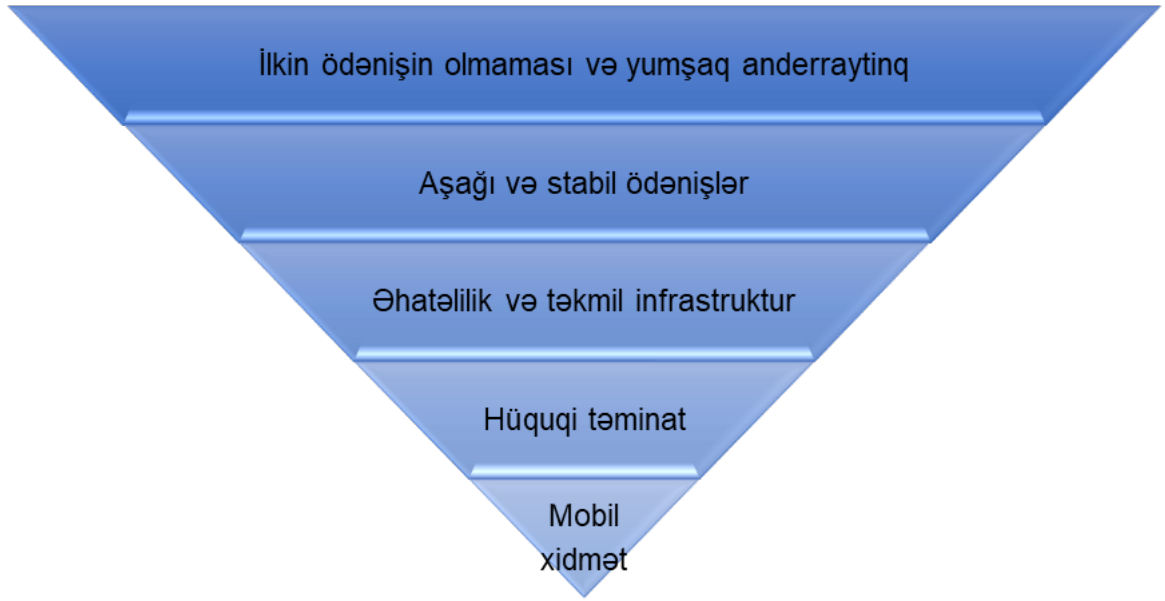 İlkin ödənişin olmaması və yumşaq anderraytinq
Aşağı və stabil ödənişlər
Əhatəlilik və təkmil infrastruktur
Hüquqi təminat
Mobil
xidmət